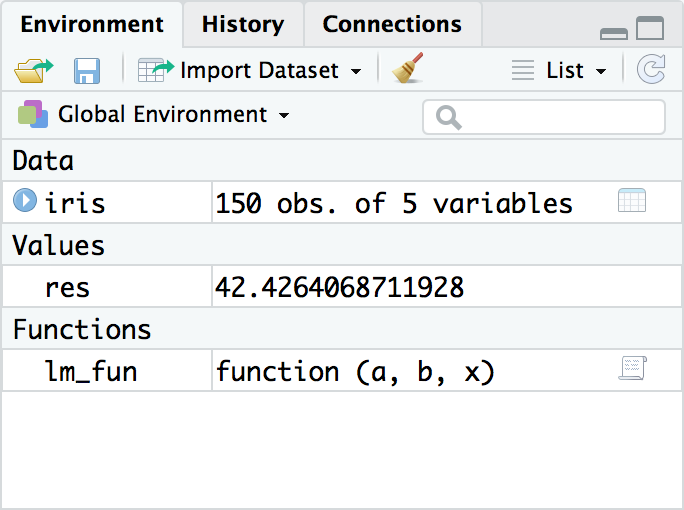 Environment History Connections
Import Dataset List
Global Environment
Data
iris 150 obs. of 5 variables
Values
res 42.4264068711928
Functions
lm_fun function (a, b, x)